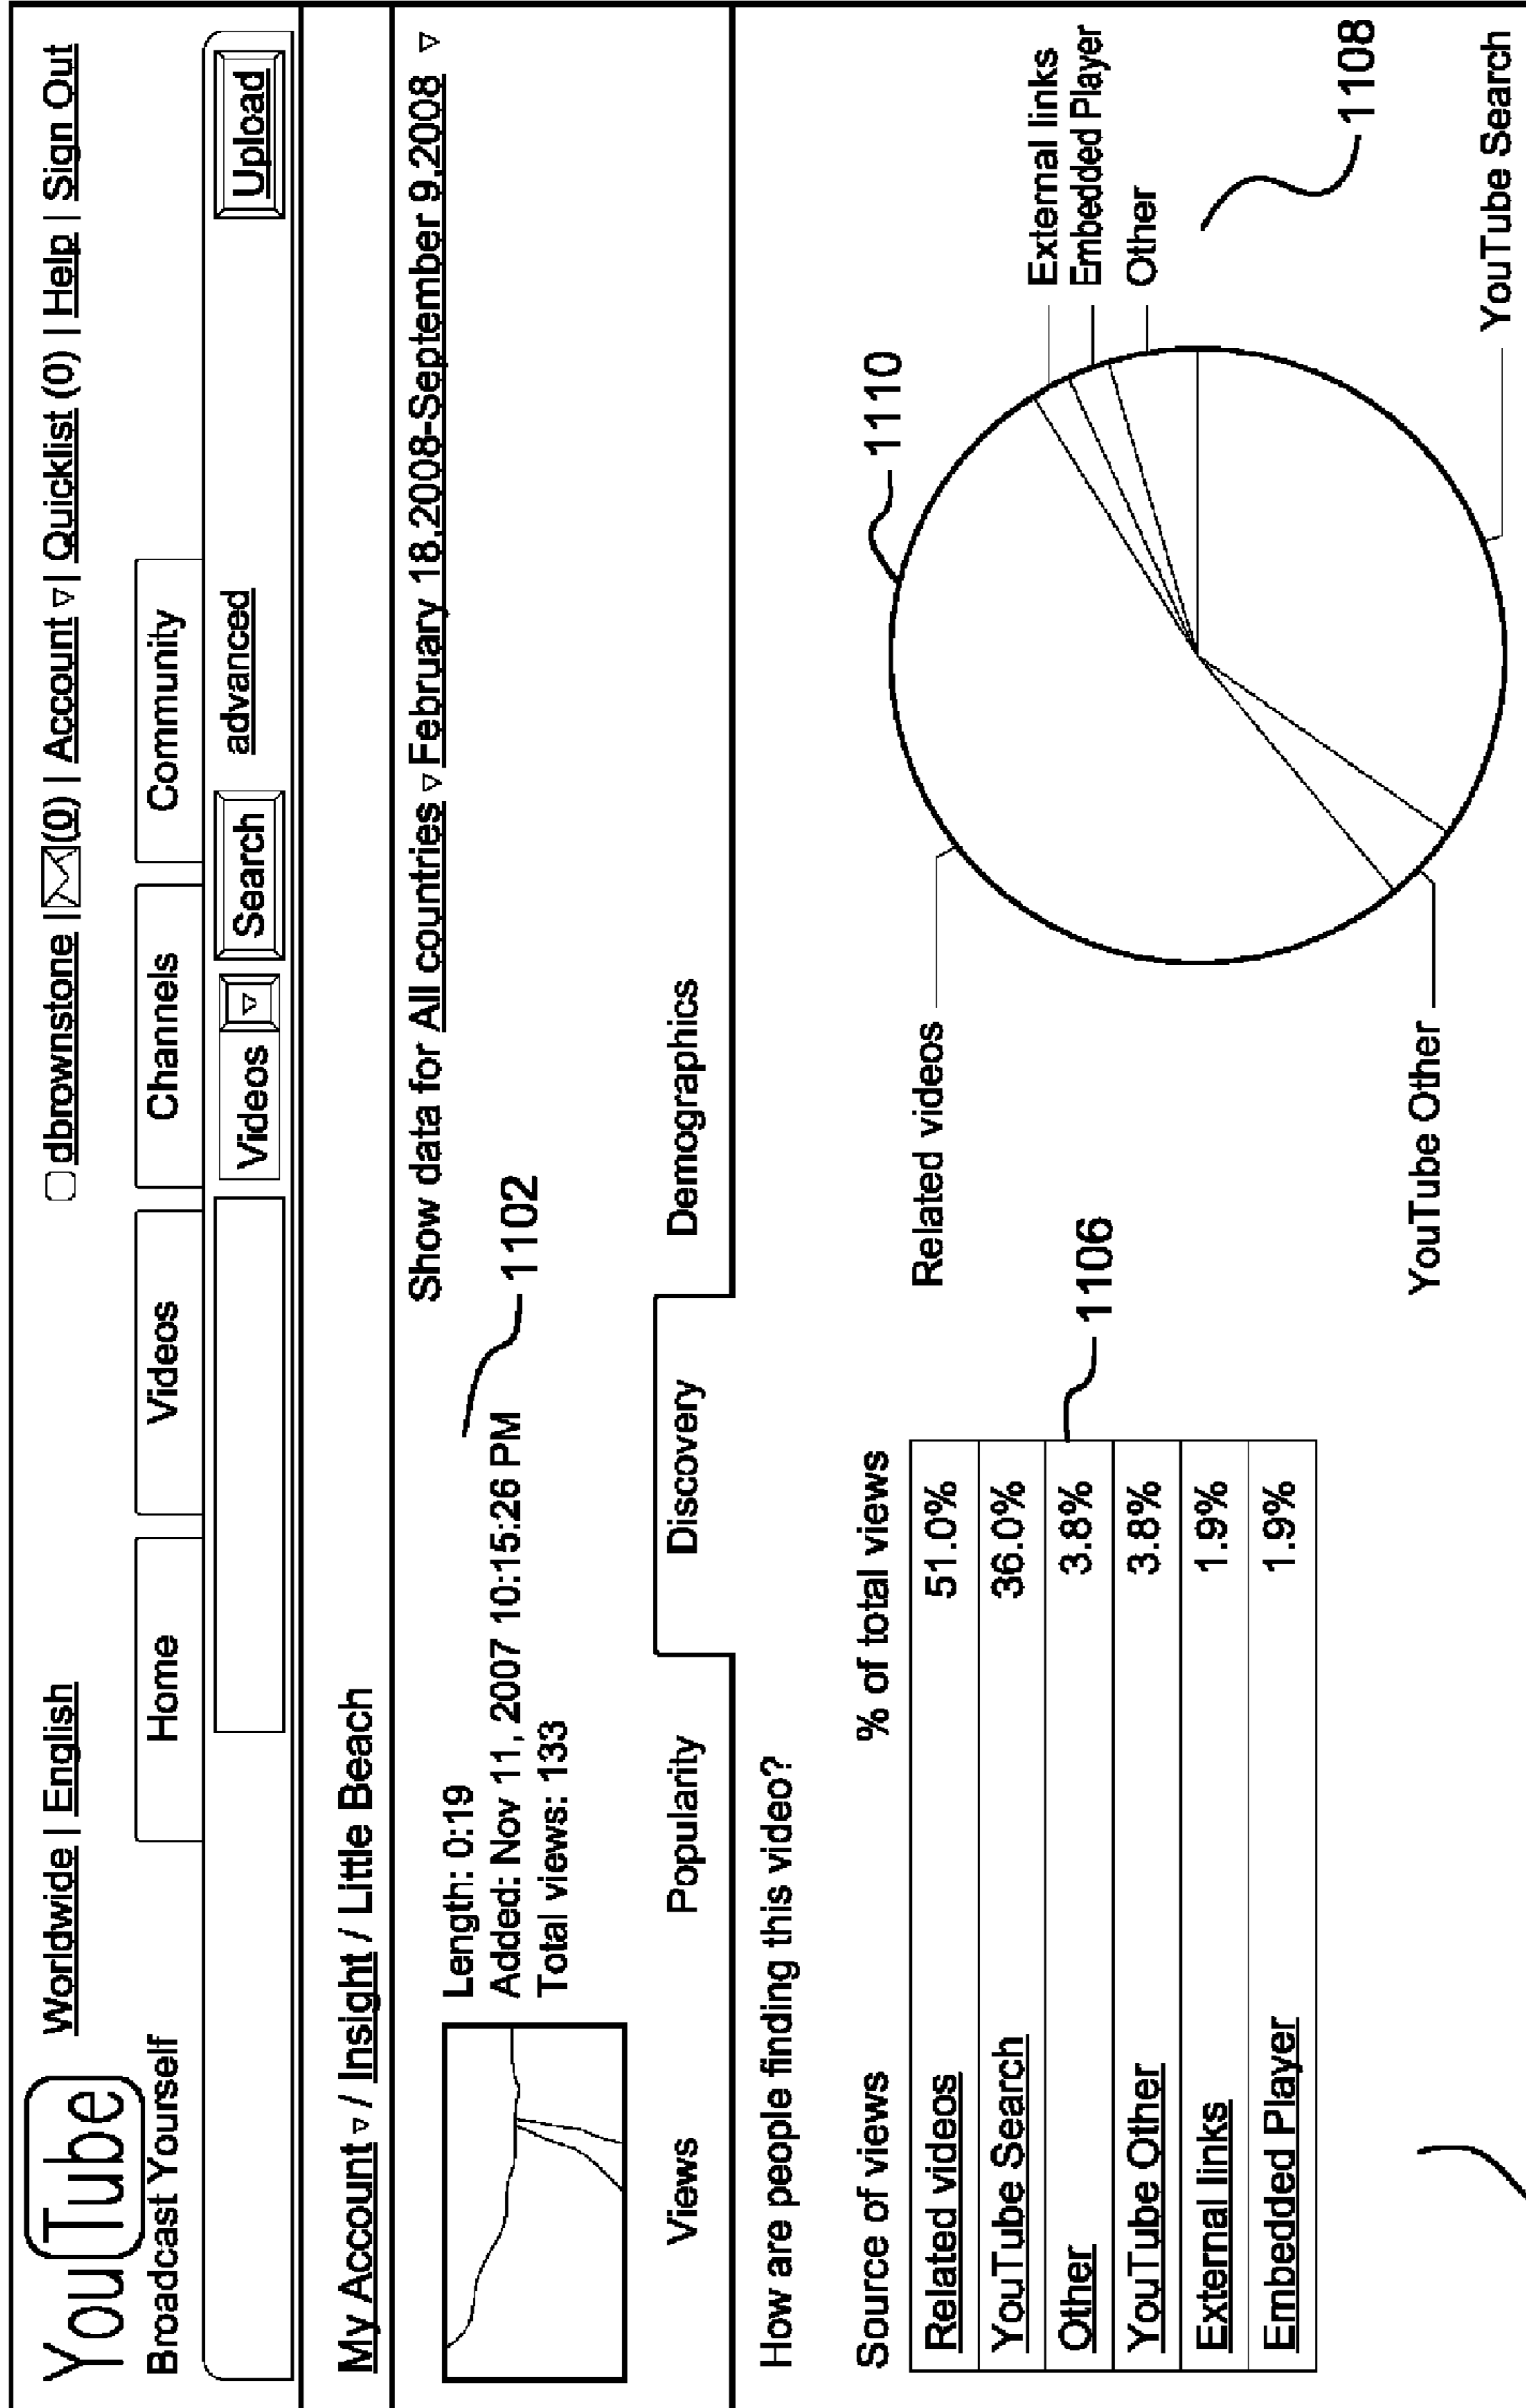 YouTube Worldwide | English dbrownstone | (0) | Account ▿ | Quicklist (0) | Help | Sign Out
Broadcast Yourself
Home Videos Channels Community
Videos ▿ Search advanced Upload
My Account ▿ / Insight / Little Beach
Show data for All countries ▿ February 18.2008-September 9.2008 ▿
Length: 0:19
Added: Nov 11, 2007 10:15:26 PM
Total views: 133
1102
Views Popularity Discovery Demographics
How are people finding this video?
Source of views % of total views
Related videos 51.0%
YouTube Search 36.0%
Other 3.8%
YouTube Other 3.8%
External links 1.9%
Embedded Player 1.9%
1106
1110
Related videos
External links
Embedded Player
Other
1108
YouTube Other
YouTube Search